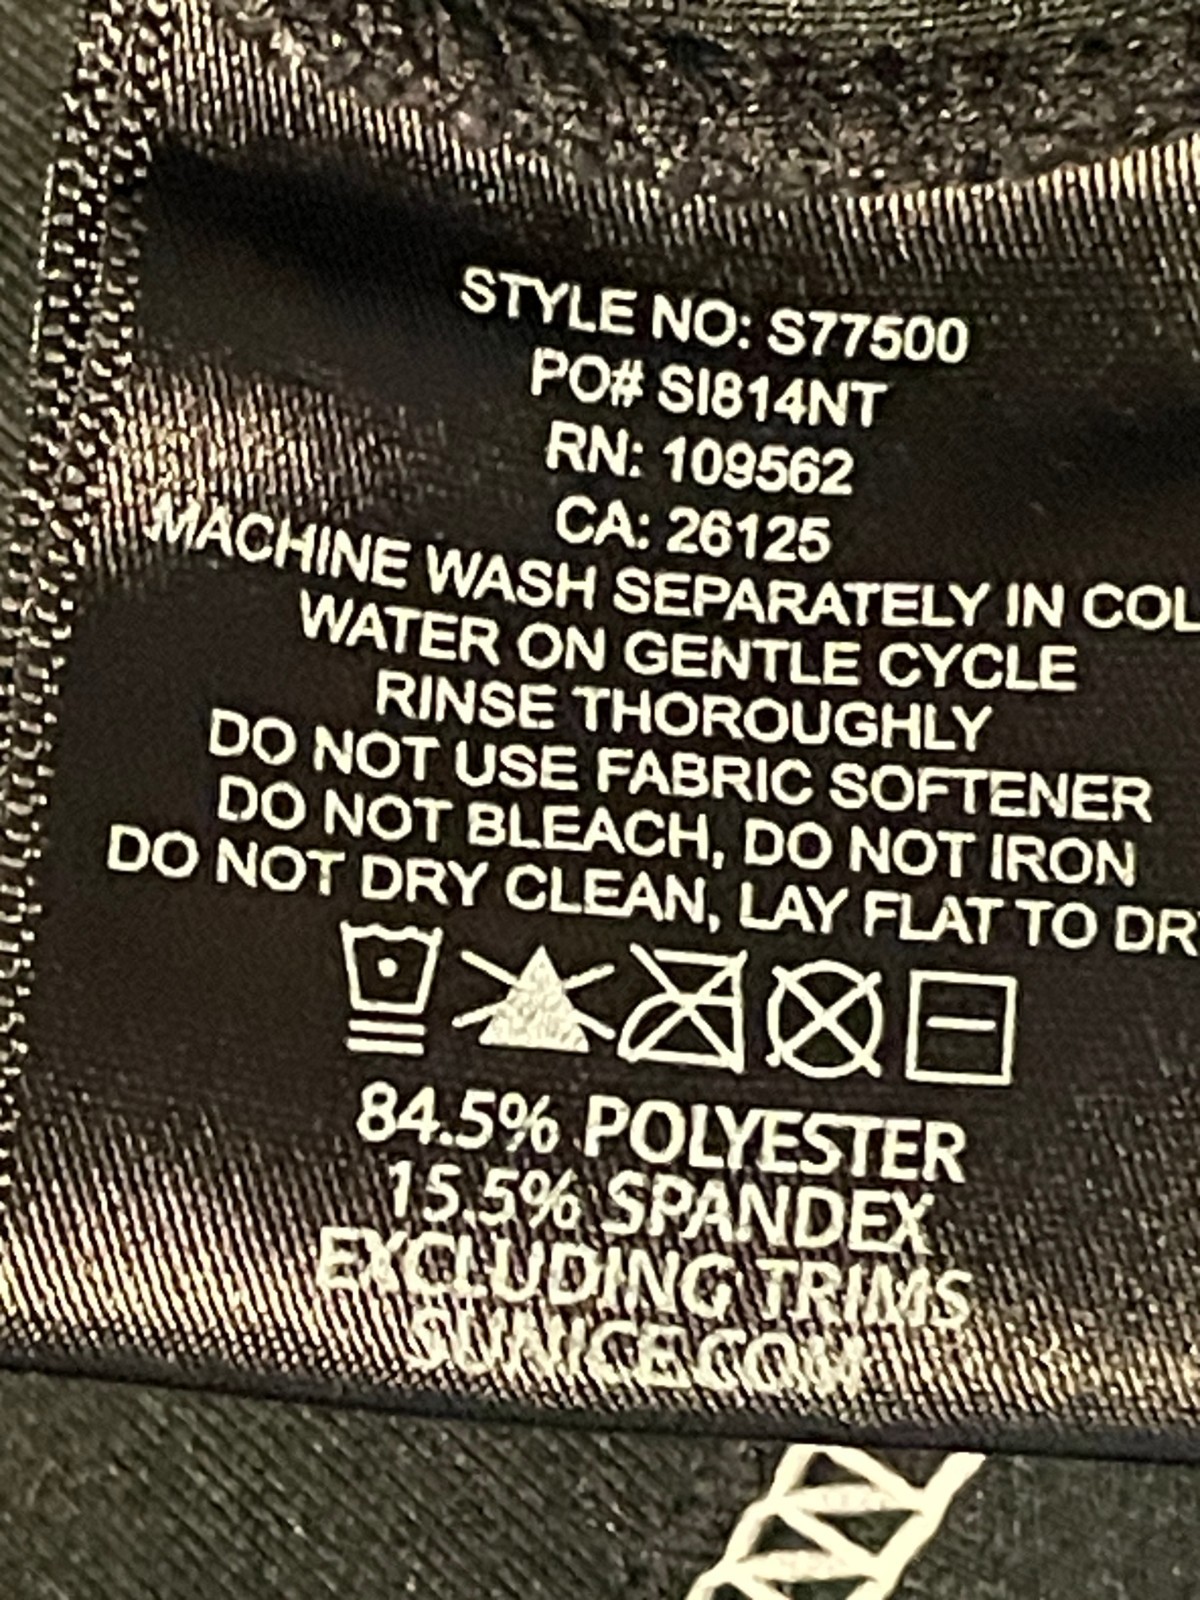 STYLE NO: S77500
PO# SI814NT
RN: 109562
CA: 26125
MACHINE WASH SEPARATELY IN COL
WATER ON GENTLE CYCLE
RINSE THOROUGHLY
DO NOT USE FABRIC SOFTENER
DO NOT BLEACH, DO NOT IRON
DO NOT DRY CLEAN, LAY FLAT TO DR
84.5% POLYESTER
15.5% SPANDEX
EXCLUDING TRIMS
SUNICE.COM